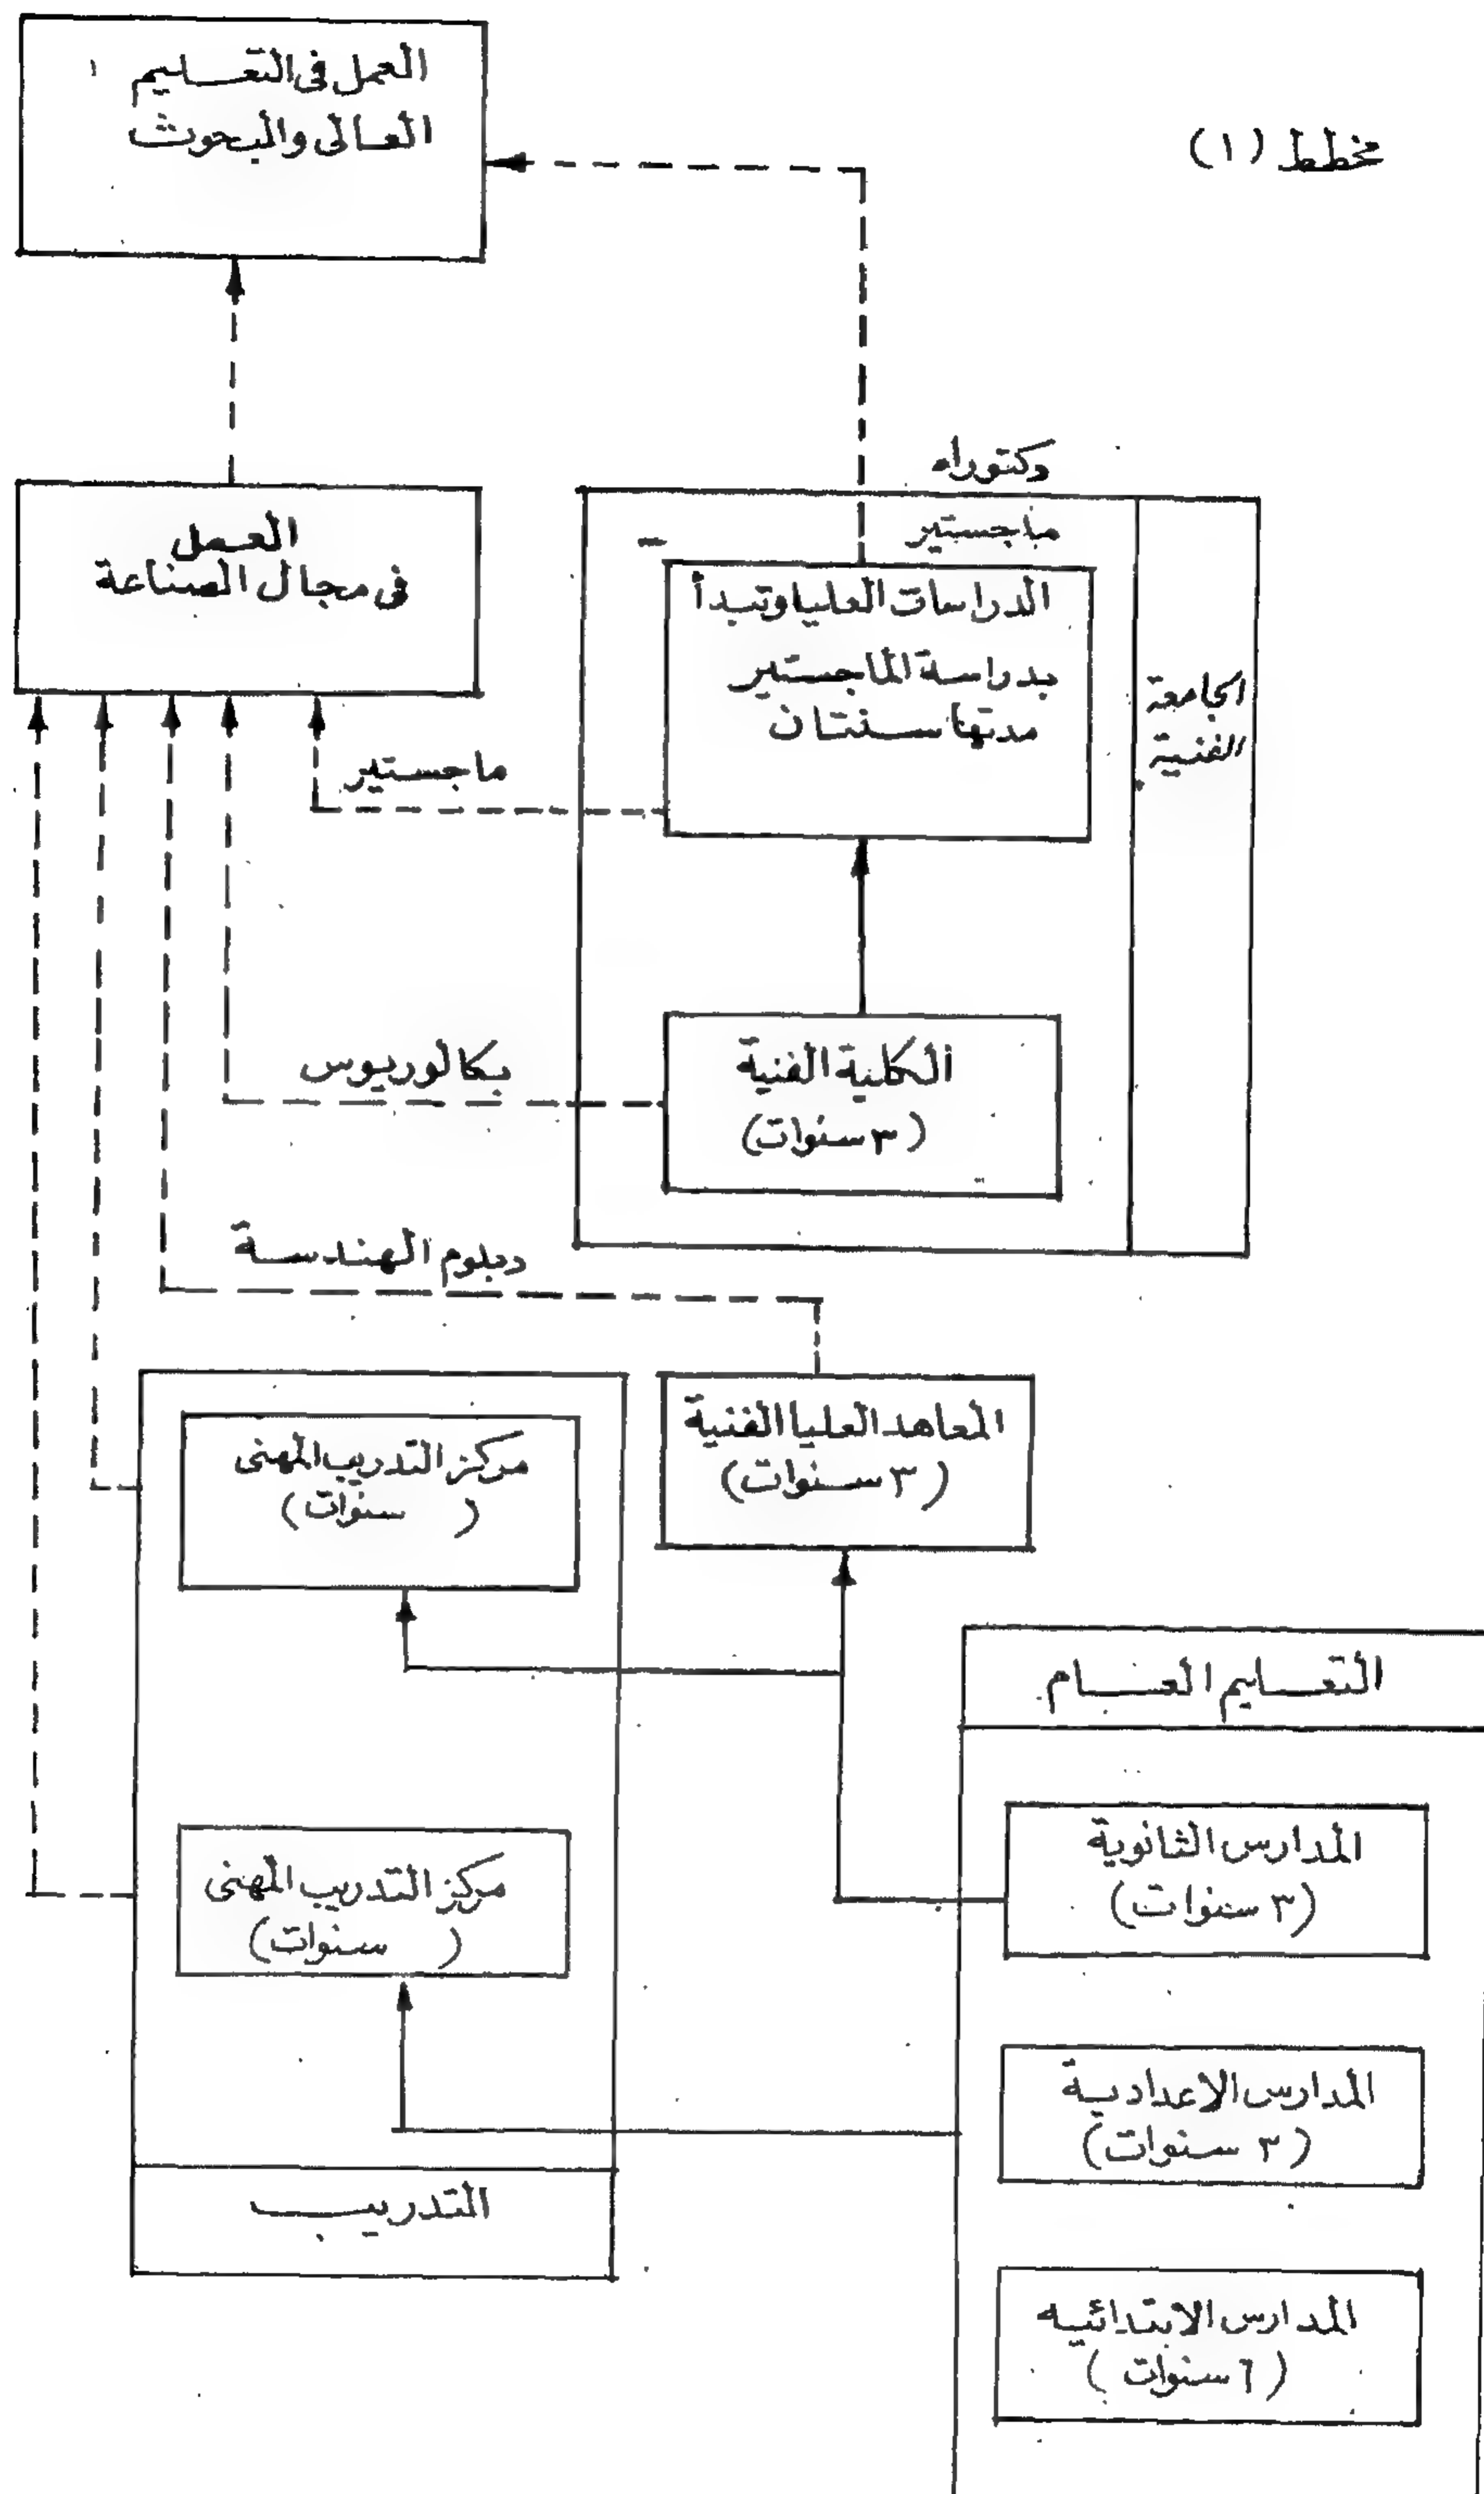 مخطط (١)
العمل فى التعليم
العالى والبحوث
دكتوراه
ماجستير
العمل
فى مجال الصناعة
الدراسات العليا وتبدأ
بدراسة الماجستير
مدتها سنتان
الجامعة
الفنية
ماجستير
الكلية الفنية
(٣ سنوات)
بكالوريوس
دبلوم الهندسة
المعاهد العليا الفنية
(٣ سنوات)
مركز التدريب المهنى
( سنوات)
التعليم العام
المدارس الثانوية
(٣ سنوات)
مركز التدريب المهنى
( سنوات)
المدارس الاعدادية
(٣ سنوات)
التدريب
المدارس الابتدائيه
(٦ سنوات)